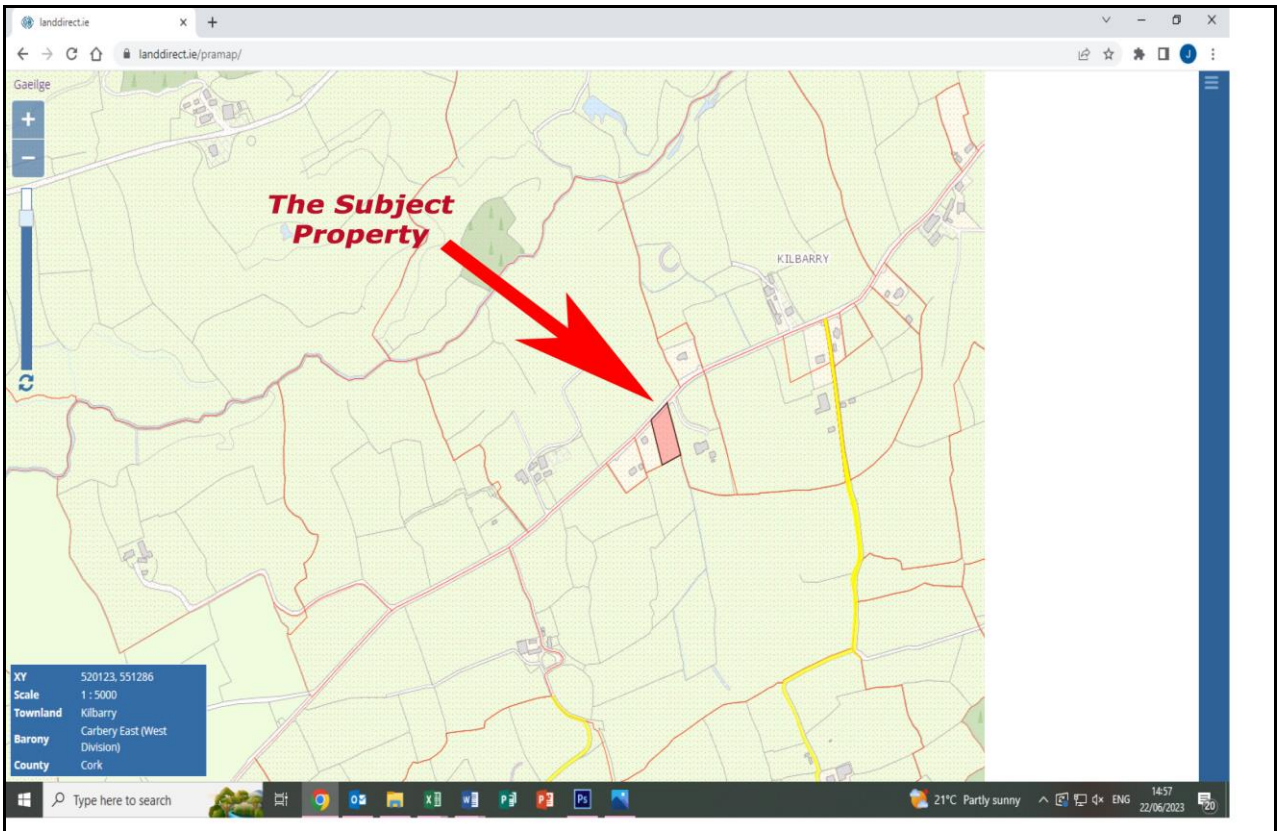 landdirect.ie
landdirect.ie/pramap/
J
Gaeilge
The Subject
Property
KILBARRY
XY 520123, 551286
Scale 1 : 5000
Townland Kilbarry
Barony Carbery East (West
Division)
County Cork
Type here to search
Ps
21°C Partly sunny ENG 14:57
22/06/2023
20